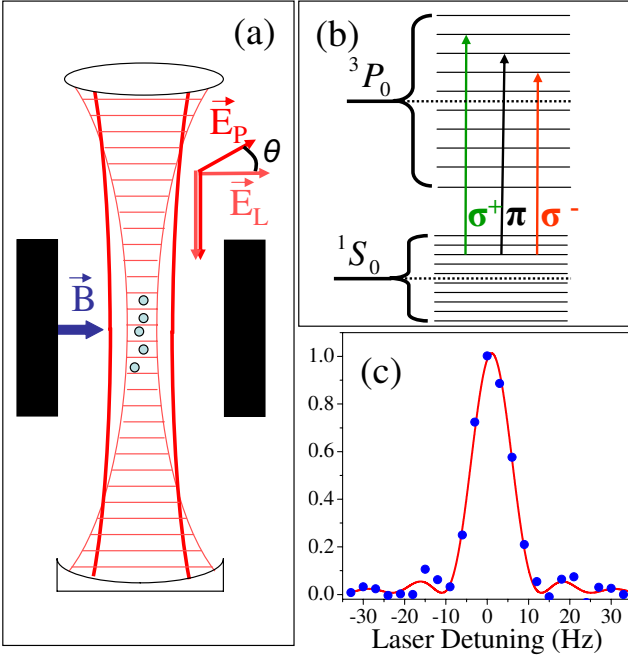 (a)
E_P
θ
E_L
B
(b)
³P₀
σ⁺ π σ⁻
¹S₀
(c)
1.0
0.8
0.6
0.4
0.2
0.0
-30 -20 -10 0 10 20 30
Laser Detuning (Hz)